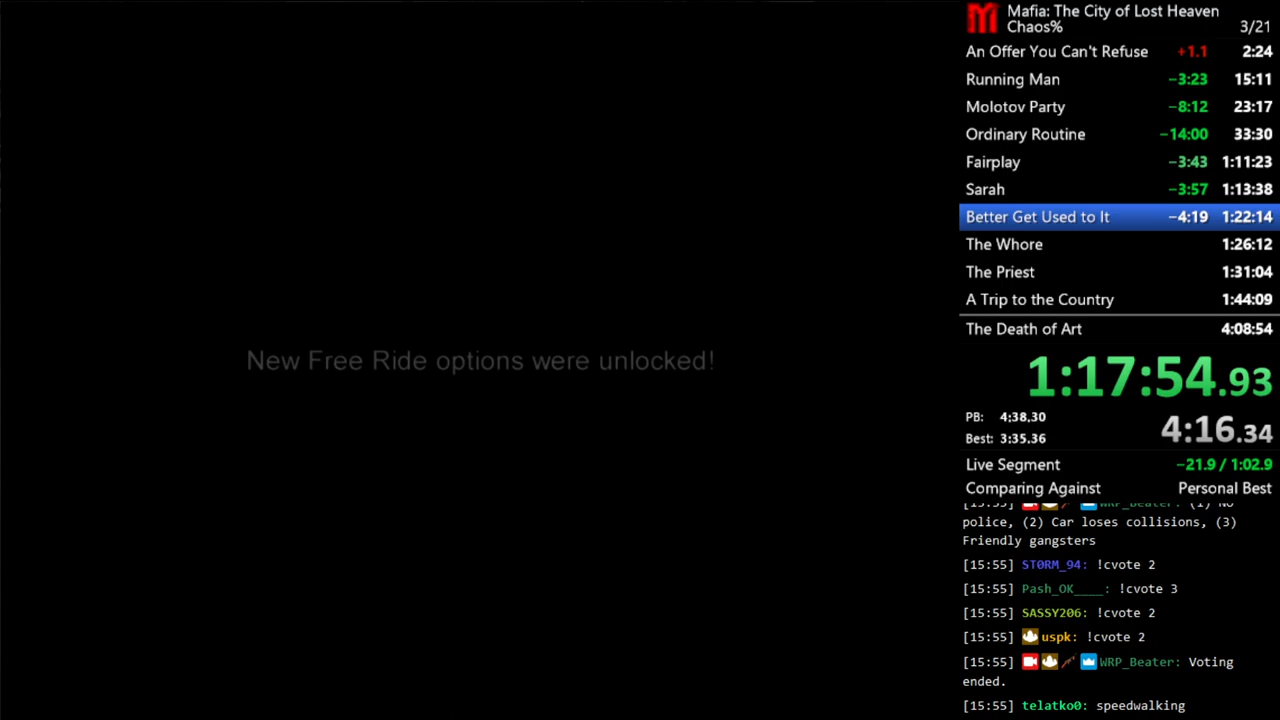 New Free Ride options were unlocked!
Mafia: The City of Lost Heaven
Chaos% 3/21
An Offer You Can't Refuse +1.1 2:24
Running Man −3:23 15:11
Molotov Party −8:12 23:17
Ordinary Routine −14:00 33:30
Fairplay −3:43 1:11:23
Sarah −3:57 1:13:38
Better Get Used to It −4:19 1:22:14
The Whore 1:26:12
The Priest 1:31:04
A Trip to the Country 1:44:09
The Death of Art 4:08:54
1:17:54.93
PB: 4:38.30
4:16.34
Best: 3:35.36
Live Segment −21.9 / 1:02.9
Comparing Against Personal Best
[15:55] WRP_Beater: (1) No
police, (2) Car loses collisions, (3)
Friendly gangsters
[15:55] ST0RM_94: !cvote 2
[15:55] Pash_OK____: !cvote 3
[15:55] SASSY206: !cvote 2
[15:55] uspk: !cvote 2
[15:55] WRP_Beater: Voting
ended.
[15:55] telatko0: speedwalking